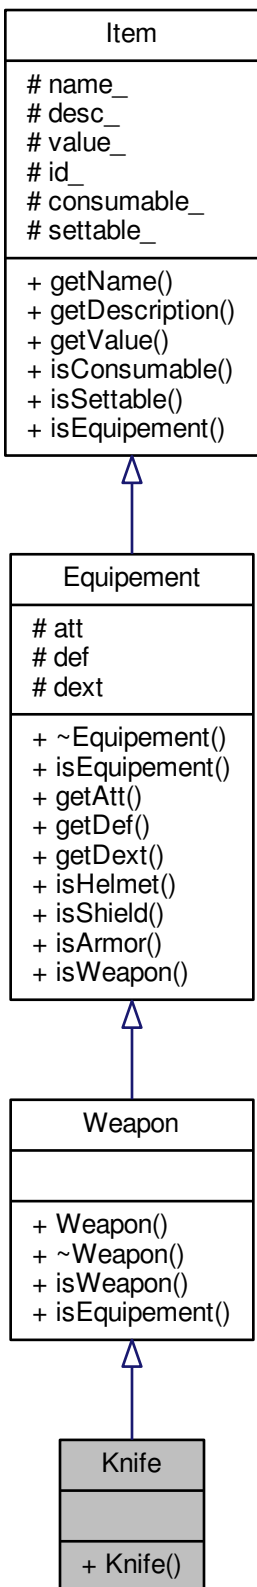 Item
# name_
# desc_
# value_
# id_
# consumable_
# settable_
+ getName()
+ getDescription()
+ getValue()
+ isConsumable()
+ isSettable()
+ isEquipement()
Equipement
# att
# def
# dext
+ ~Equipement()
+ isEquipement()
+ getAtt()
+ getDef()
+ getDext()
+ isHelmet()
+ isShield()
+ isArmor()
+ isWeapon()
Weapon
+ Weapon()
+ ~Weapon()
+ isWeapon()
+ isEquipement()
Knife
+ Knife()